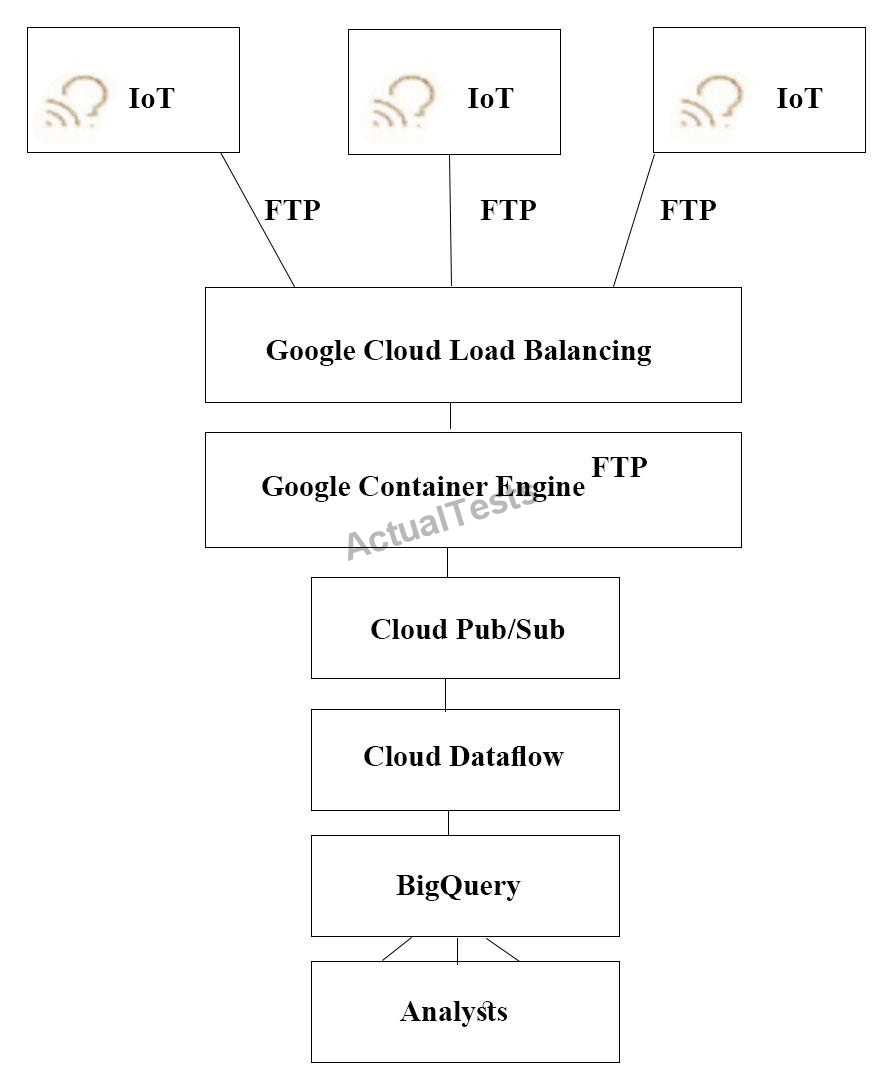 IoT
IoT
IoT
FTP
FTP
FTP
Google Cloud Load Balancing
FTP
Google Container Engine
ActualTests
Cloud Pub/Sub
Cloud Dataflow
BigQuery
Analysts